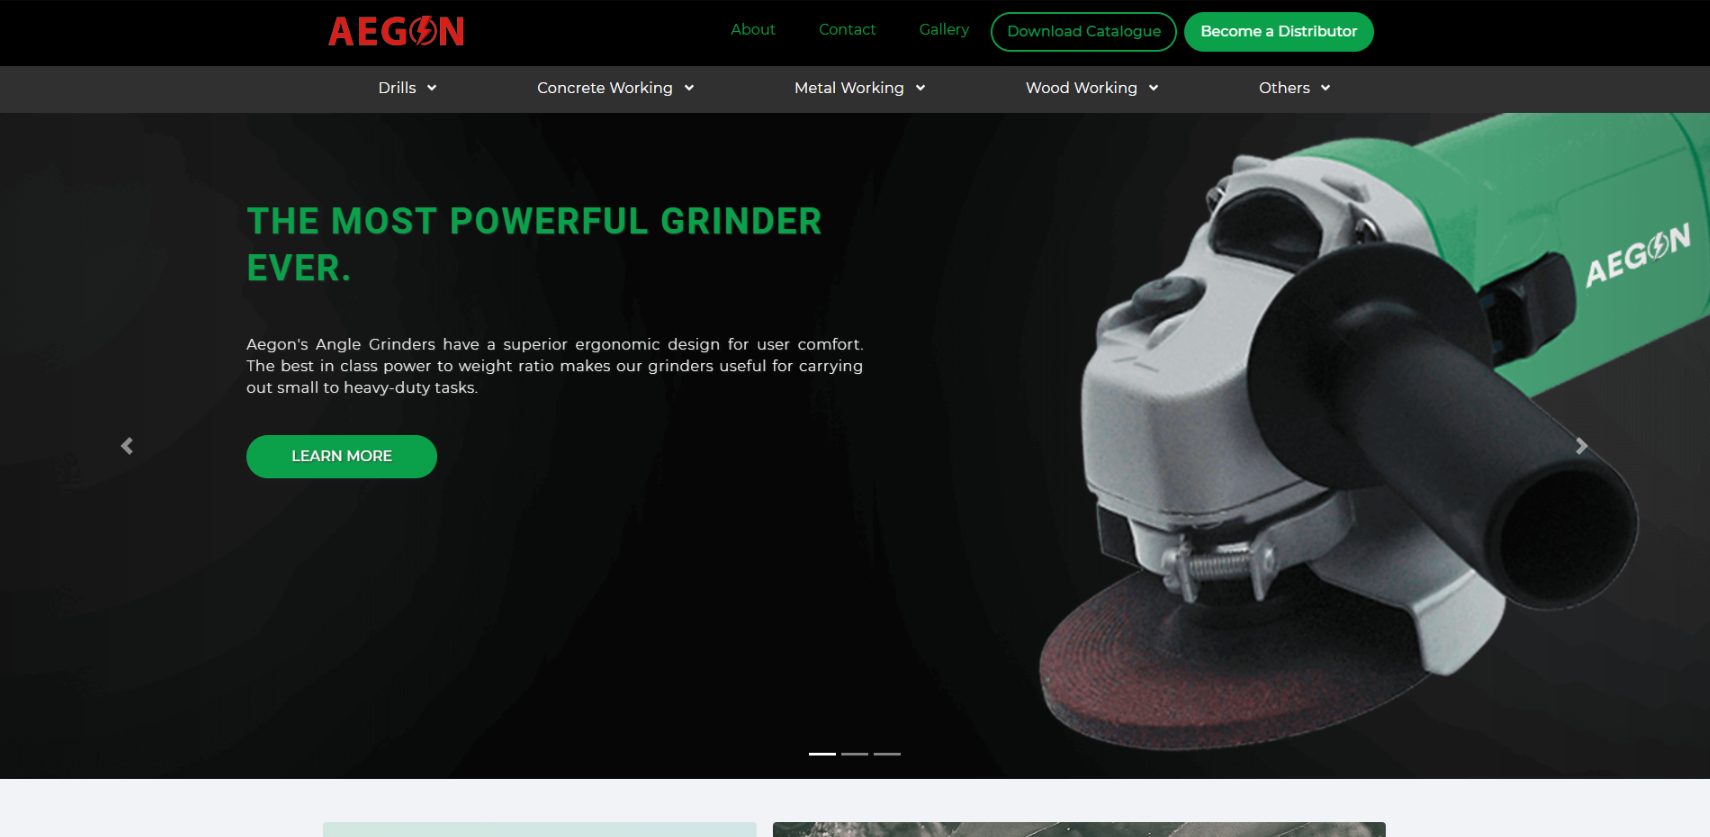 AEGON
About
Contact
Gallery
Download Catalogue
Become a Distributor
Drills
Concrete Working
Metal Working
Wood Working
Others
THE MOST POWERFUL GRINDER
EVER.
Aegon's Angle Grinders have a superior ergonomic design for user comfort.
The best in class power to weight ratio makes our grinders useful for carrying
out small to heavy-duty tasks.
LEARN MORE
AEGON